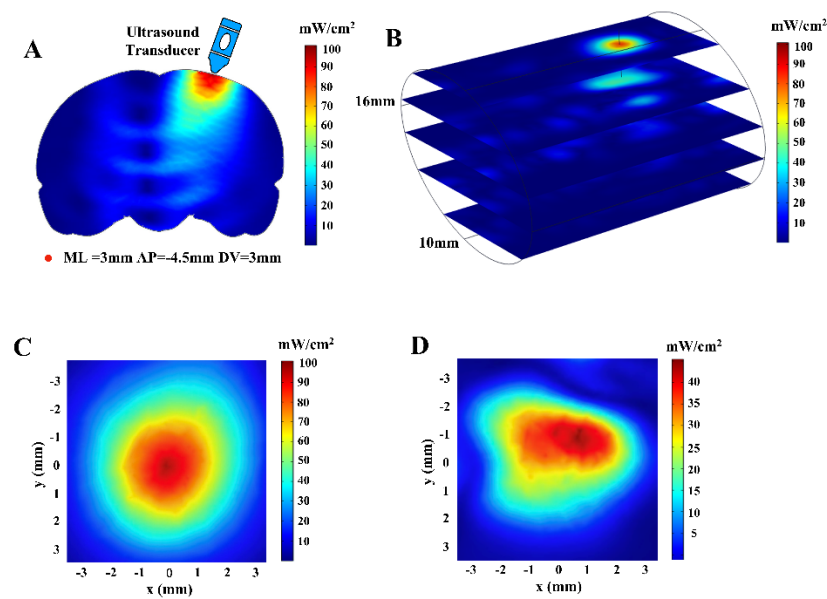 A
Ultrasound
Transducer
mW/cm²
100
90
80
70
60
50
40
30
20
10
ML =3mm AP=-4.5mm DV=3mm
B
16mm
10mm
mW/cm²
100
90
80
70
60
50
40
30
20
10
C
mW/cm²
100
90
80
70
60
50
40
30
20
10
-3
-2
-1
0
1
2
3
y (mm)
-3 -2 -1 0 1 2 3
x (mm)
D
mW/cm²
40
35
30
25
20
15
10
5
-3
-2
-1
0
1
2
3
y (mm)
-3 -2 -1 0 1 2 3
x (mm)